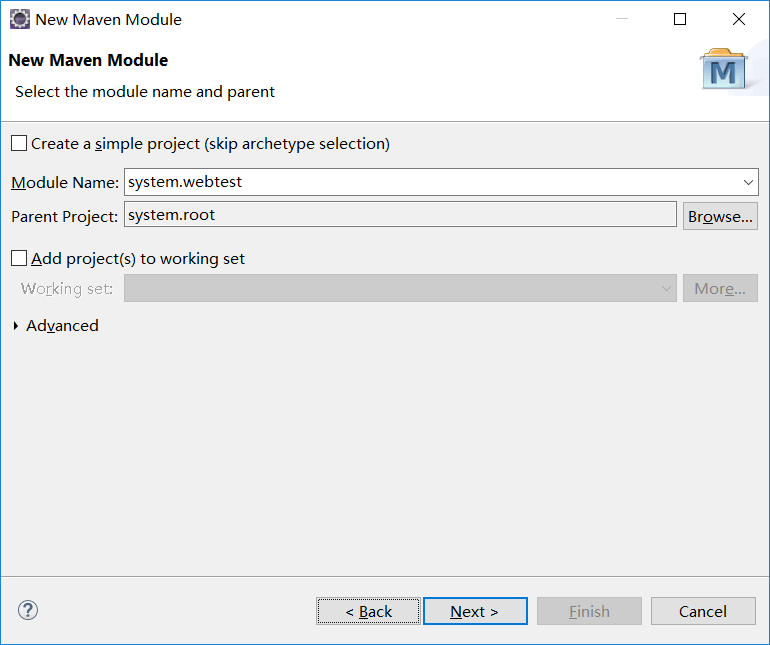 New Maven Module
New Maven Module
Select the module name and parent
M
Create a simple project (skip archetype selection)
Module Name: system.webtest
Parent Project: system.root Browse...
Add project(s) to working set
Working set: More...
Advanced
? < Back Next > Finish Cancel